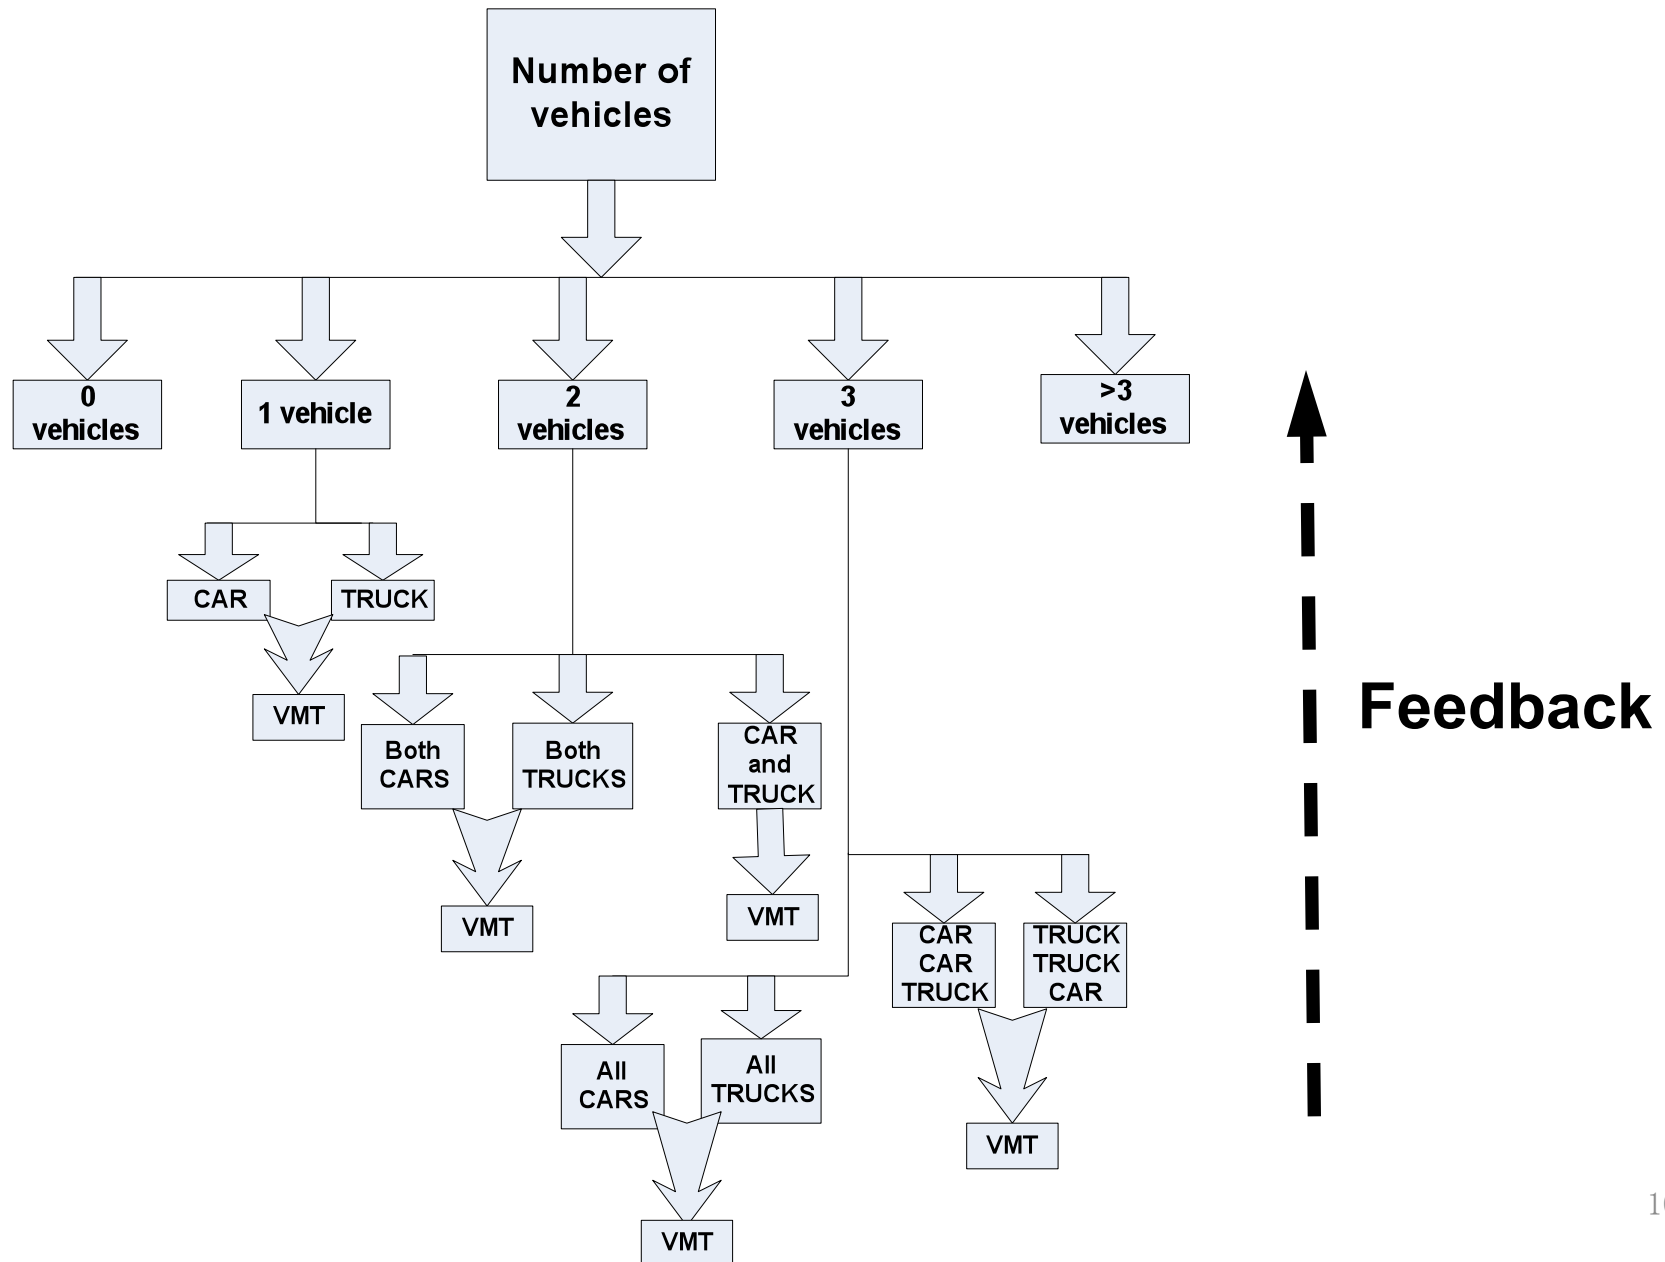 Number of
vehicles
0
vehicles
1 vehicle
2
vehicles
3
vehicles
>3
vehicles
CAR
TRUCK
VMT
Both
CARS
Both
TRUCKS
CAR
and
TRUCK
VMT
VMT
CAR
CAR
TRUCK
TRUCK
TRUCK
CAR
VMT
All
CARS
All
TRUCKS
VMT
Feedback